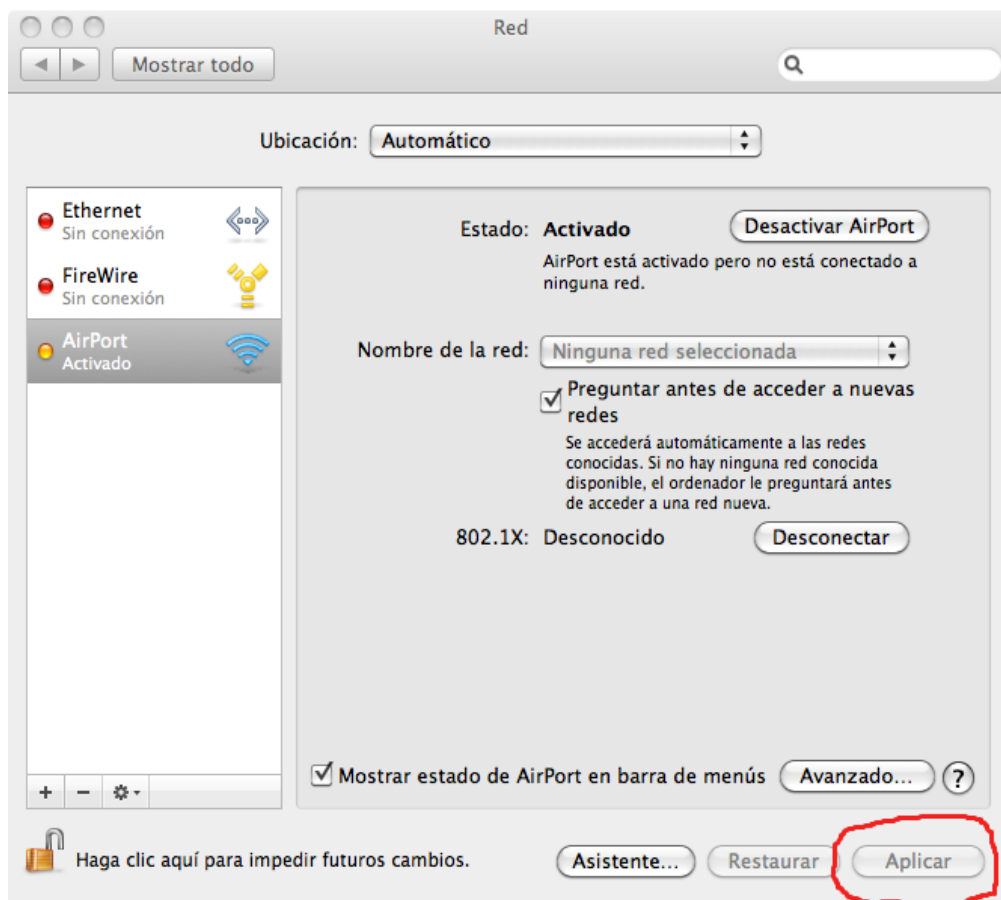 Red
Mostrar todo
Ubicación: Automático
Ethernet
Sin conexión
FireWire
Sin conexión
AirPort
Activado
Estado: Activado Desactivar AirPort
AirPort está activado pero no está conectado a
ninguna red.
Nombre de la red: Ninguna red seleccionada
Preguntar antes de acceder a nuevas
redes
Se accederá automáticamente a las redes
conocidas. Si no hay ninguna red conocida
disponible, el ordenador le preguntará antes
de acceder a una red nueva.
802.1X: Desconocido Desconectar
Mostrar estado de AirPort en barra de menús Avanzado... ?
Haga clic aquí para impedir futuros cambios. Asistente... Restaurar Aplicar